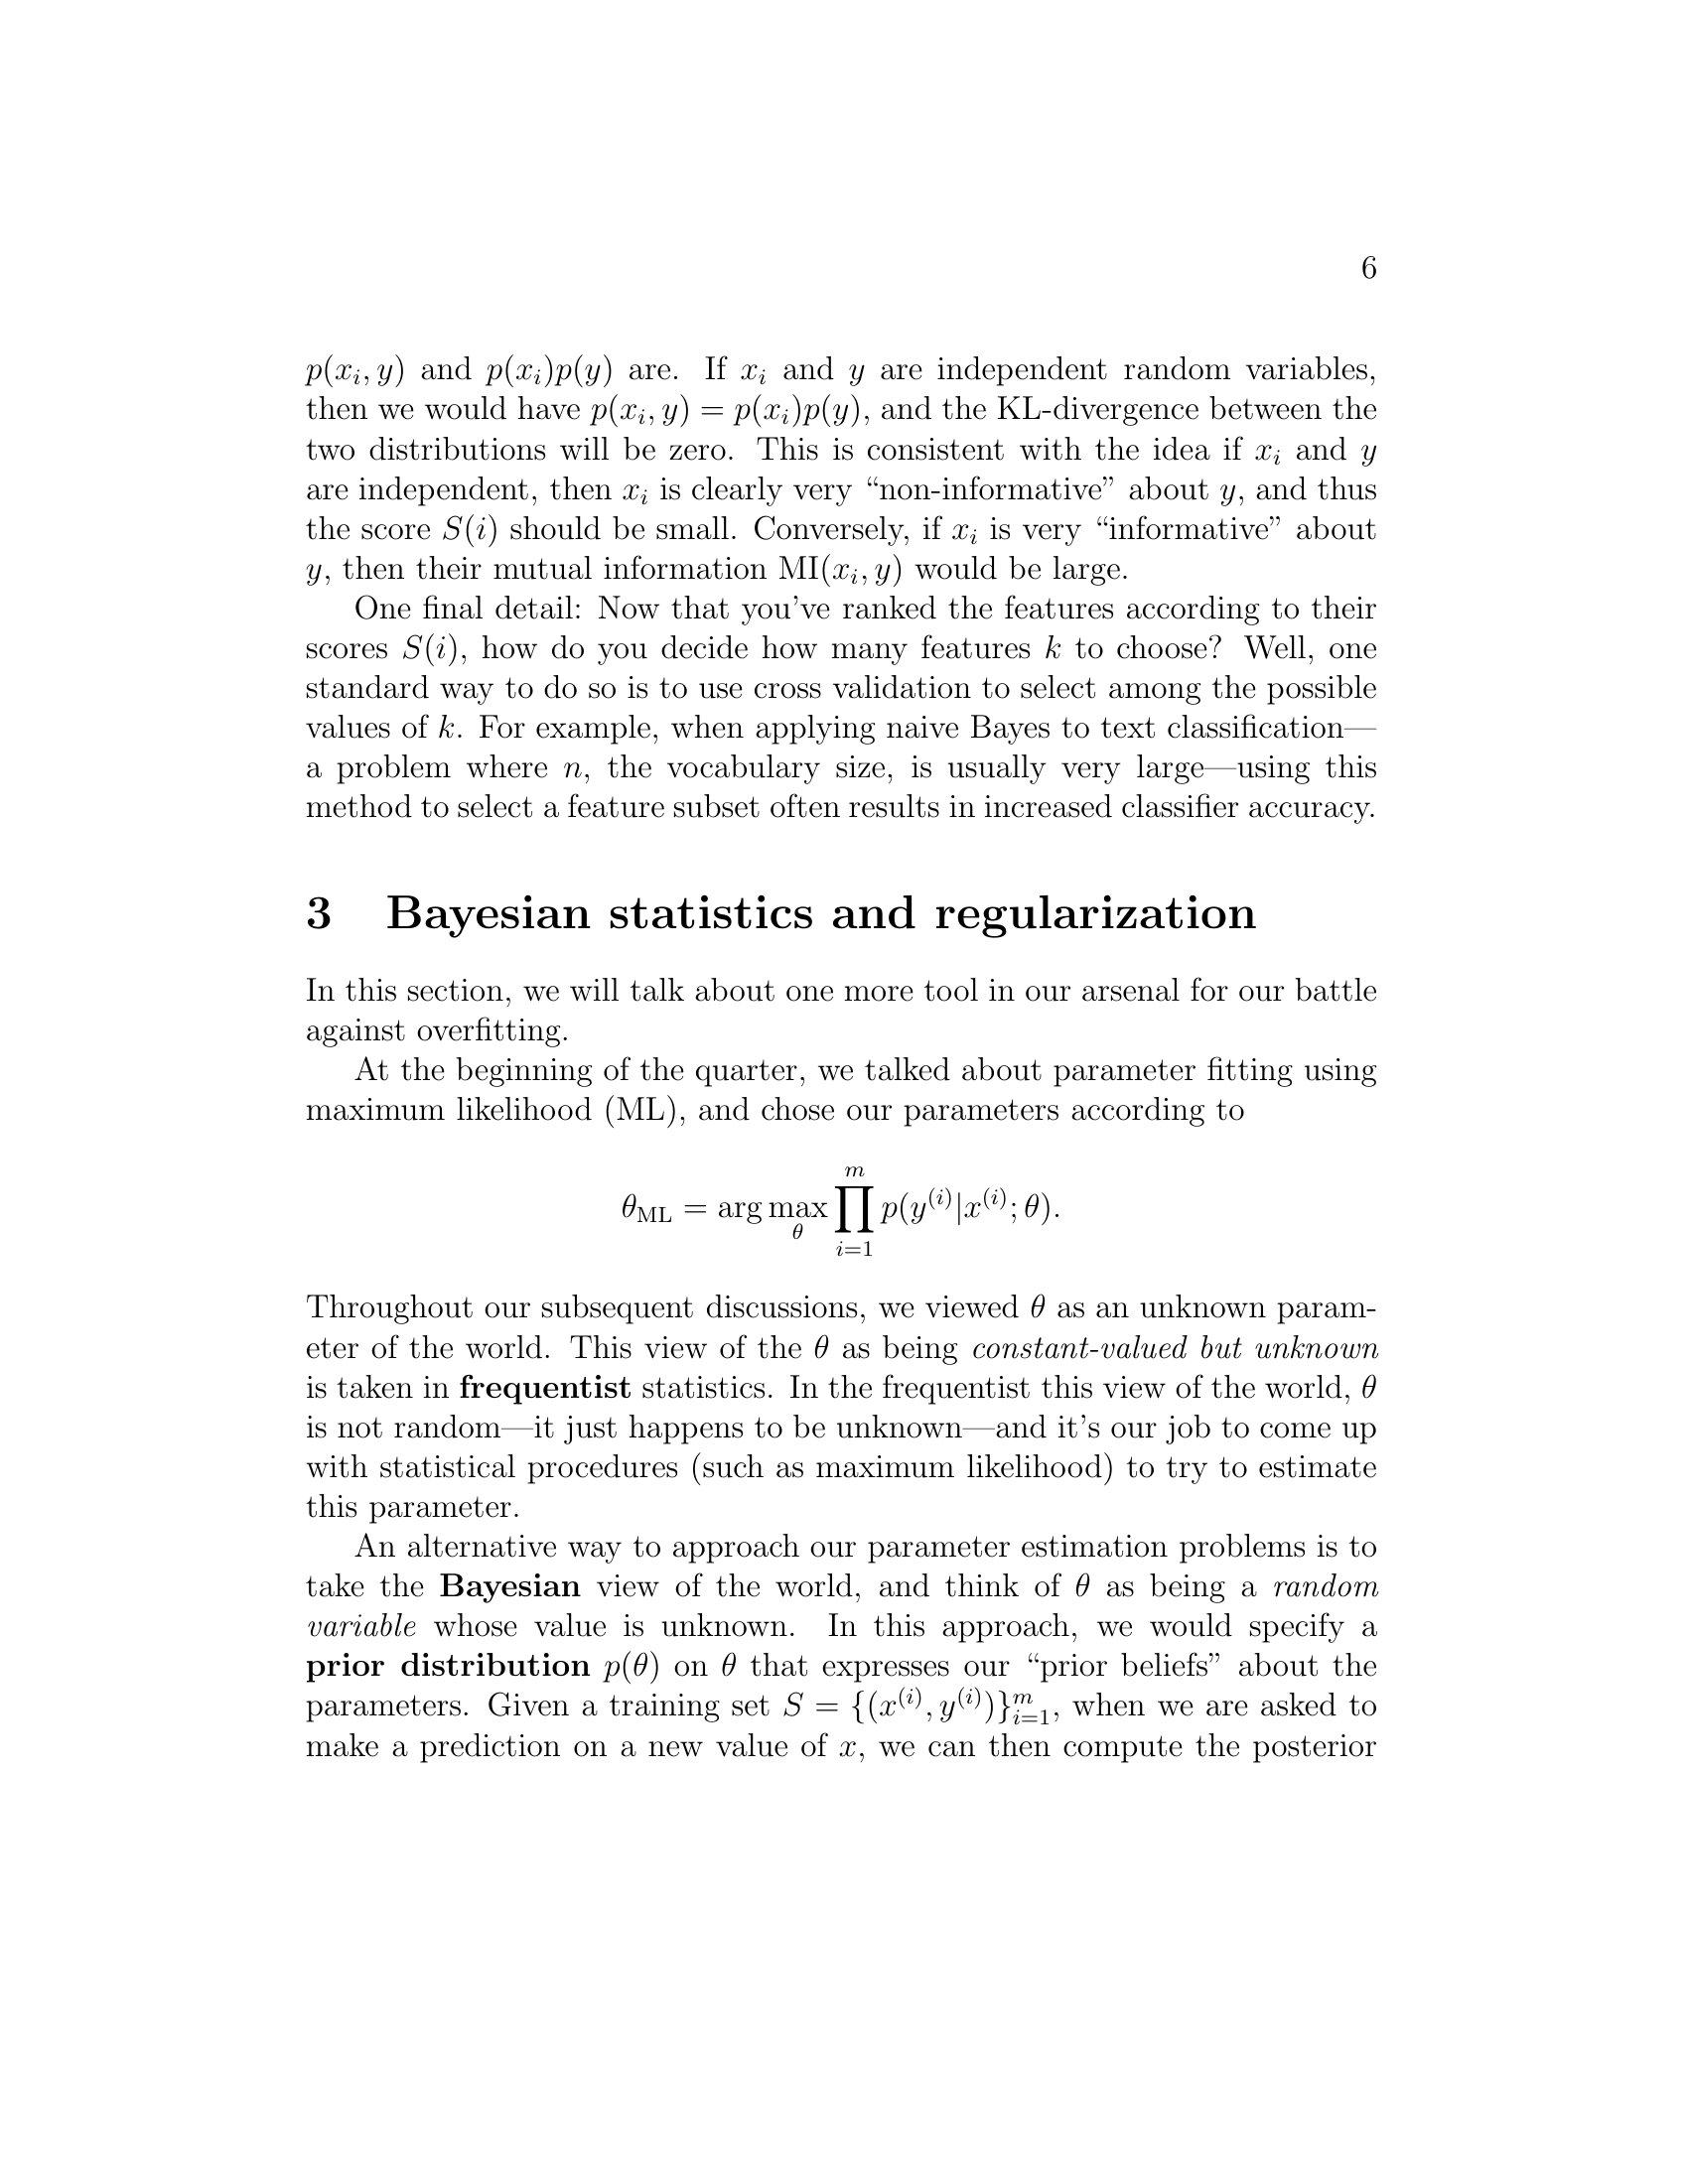 6
p(x_i, y) and p(x_i)p(y) are. If x_i and y are independent random variables,
then we would have p(x_i, y) = p(x_i)p(y), and the KL-divergence between the
two distributions will be zero. This is consistent with the idea if x_i and y
are independent, then x_i is clearly very “non-informative” about y, and thus
the score S(i) should be small. Conversely, if x_i is very “informative” about
y, then their mutual information MI(x_i, y) would be large.
One final detail: Now that you’ve ranked the features according to their
scores S(i), how do you decide how many features k to choose? Well, one
standard way to do so is to use cross validation to select among the possible
values of k. For example, when applying naive Bayes to text classification—
a problem where n, the vocabulary size, is usually very large—using this
method to select a feature subset often results in increased classifier accuracy.
3 Bayesian statistics and regularization
In this section, we will talk about one more tool in our arsenal for our battle
against overfitting.
At the beginning of the quarter, we talked about parameter fitting using
maximum likelihood (ML), and chose our parameters according to
θ_ML = arg max_θ ∏_{i=1}^m p(y^(i)|x^(i); θ).
Throughout our subsequent discussions, we viewed θ as an unknown param-
eter of the world. This view of the θ as being constant-valued but unknown
is taken in frequentist statistics. In the frequentist this view of the world, θ
is not random—it just happens to be unknown—and it’s our job to come up
with statistical procedures (such as maximum likelihood) to try to estimate
this parameter.
An alternative way to approach our parameter estimation problems is to
take the Bayesian view of the world, and think of θ as being a random
variable whose value is unknown. In this approach, we would specify a
prior distribution p(θ) on θ that expresses our “prior beliefs” about the
parameters. Given a training set S = {(x^(i), y^(i))}_{i=1}^m, when we are asked to
make a prediction on a new value of x, we can then compute the posterior